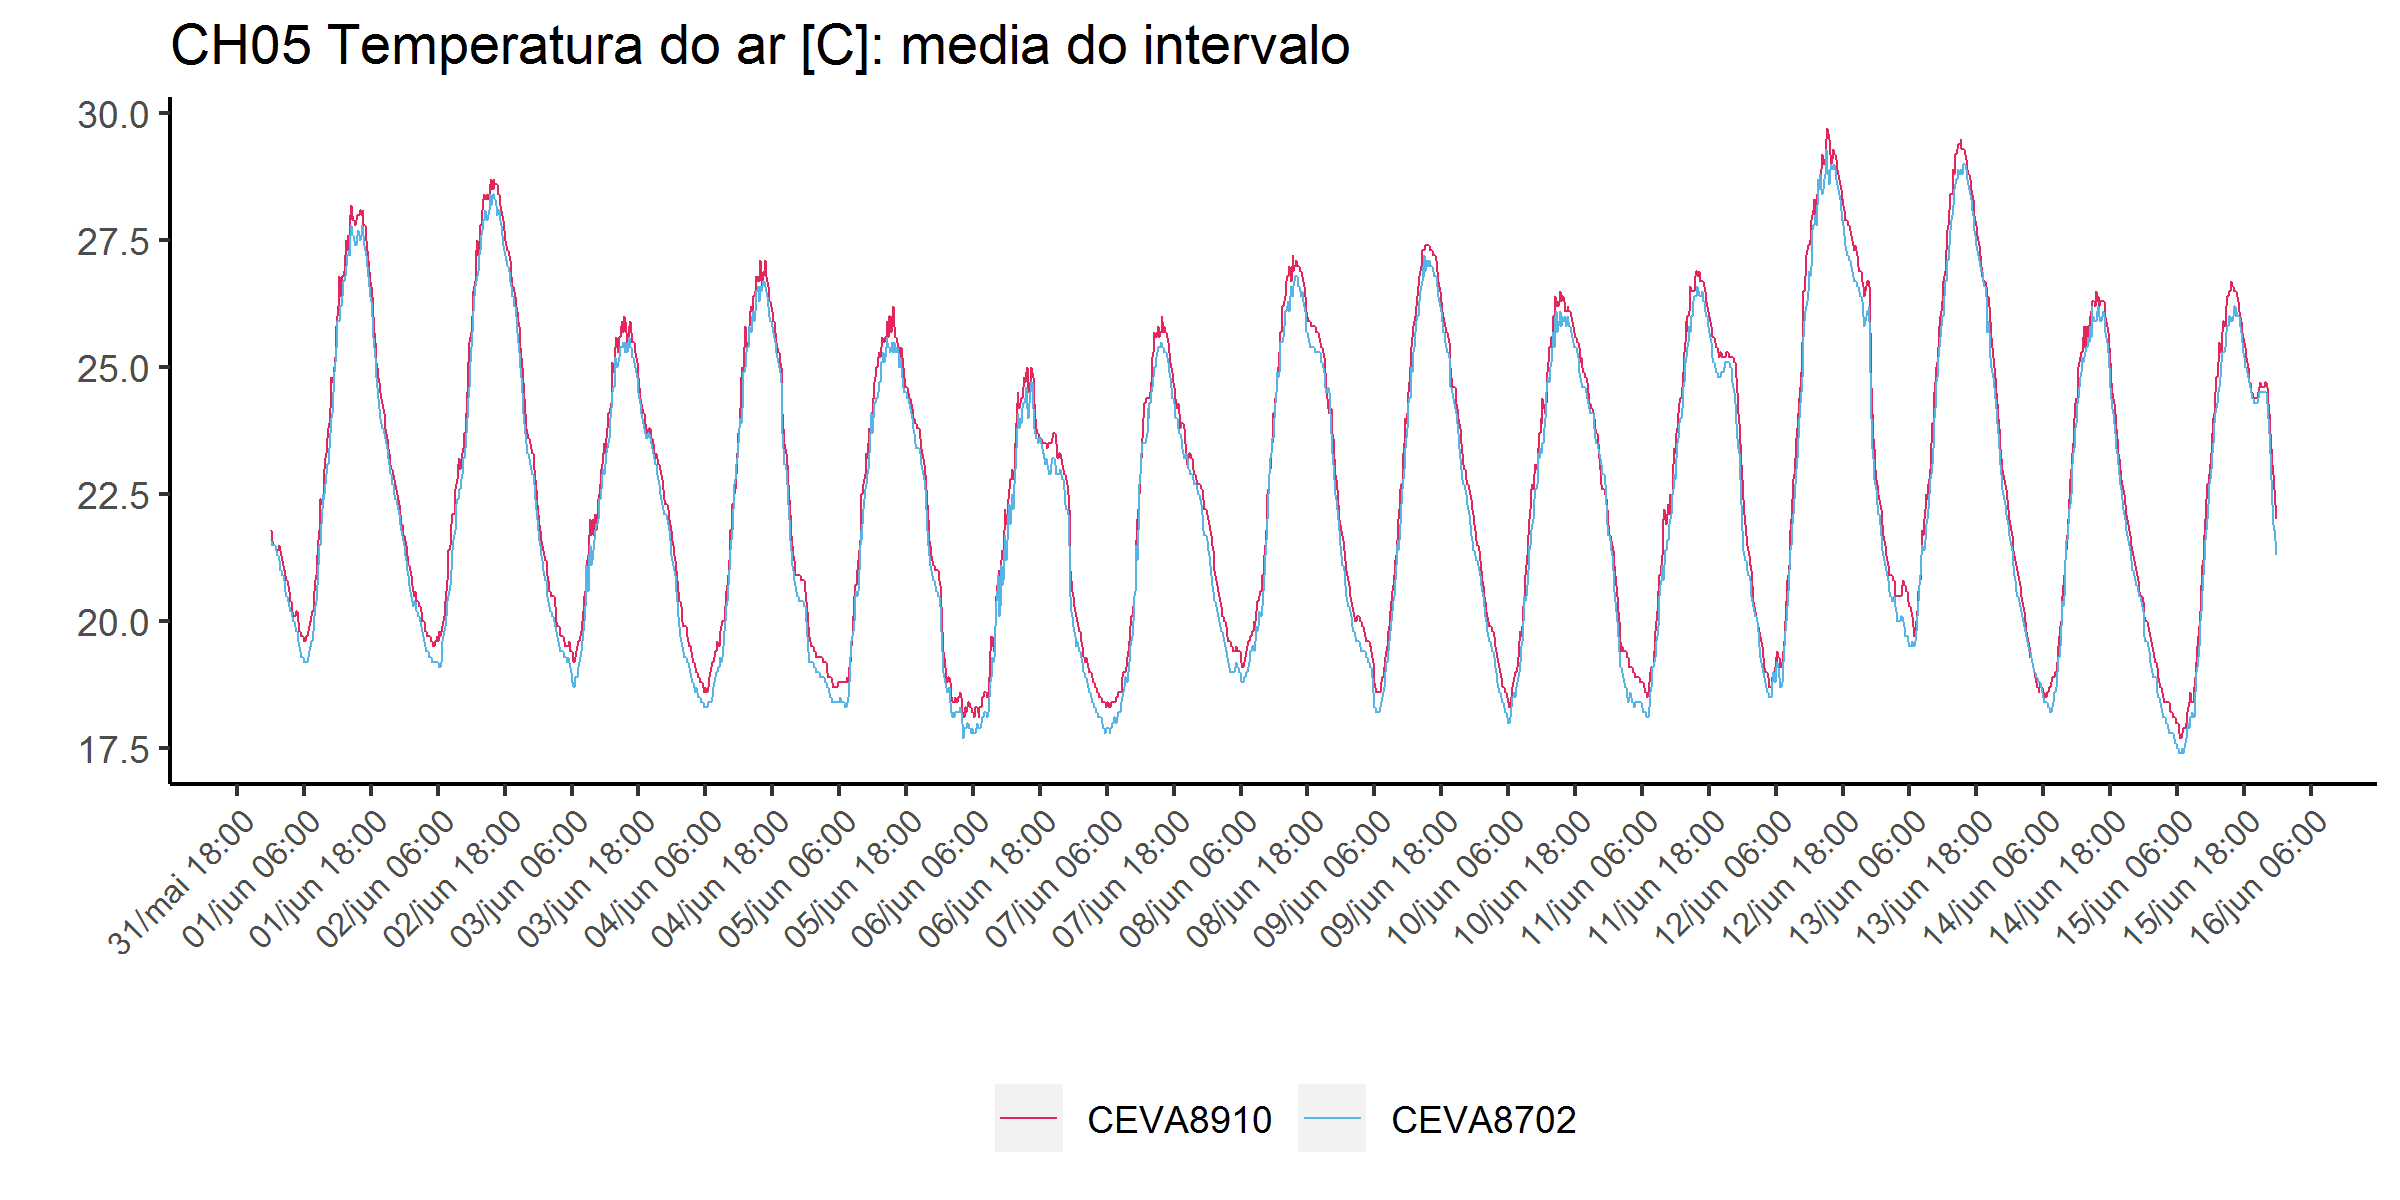 CH05 Temperatura do ar [C]: media do intervalo
30.0
27.5
25.0
22.5
20.0
17.5
31/mai 18:00
01/jun 06:00
01/jun 18:00
02/jun 06:00
02/jun 18:00
03/jun 06:00
03/jun 18:00
04/jun 06:00
04/jun 18:00
05/jun 06:00
05/jun 18:00
06/jun 06:00
06/jun 18:00
07/jun 06:00
07/jun 18:00
08/jun 06:00
08/jun 18:00
09/jun 06:00
09/jun 18:00
10/jun 06:00
10/jun 18:00
11/jun 06:00
11/jun 18:00
12/jun 06:00
12/jun 18:00
13/jun 06:00
13/jun 18:00
14/jun 06:00
14/jun 18:00
15/jun 06:00
15/jun 18:00
16/jun 06:00
CEVA8910 CEVA8702